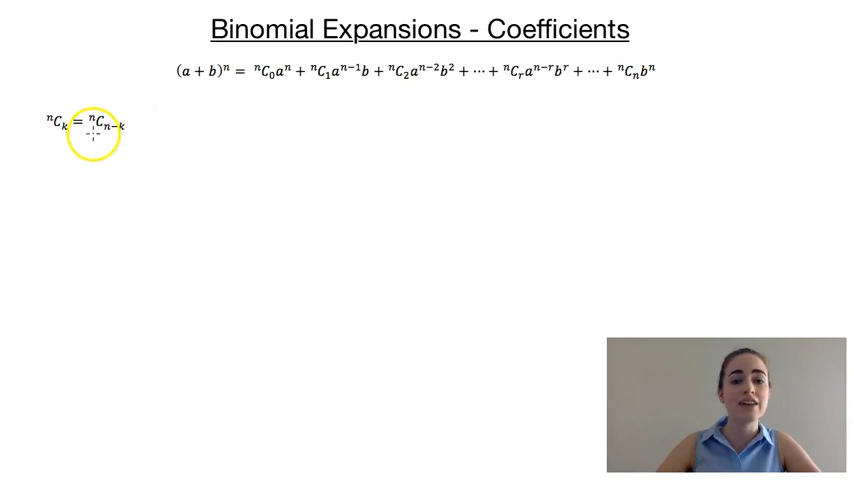 Binomial Expansions - Coefficients
(a + b)ⁿ = ⁿC₀aⁿ + ⁿC₁aⁿ⁻¹b + ⁿC₂aⁿ⁻²b² + ⋯ + ⁿCᵣaⁿ⁻ʳbʳ + ⋯ + ⁿCₙbⁿ
ⁿCₖ = ⁿCₙ₋ₖ